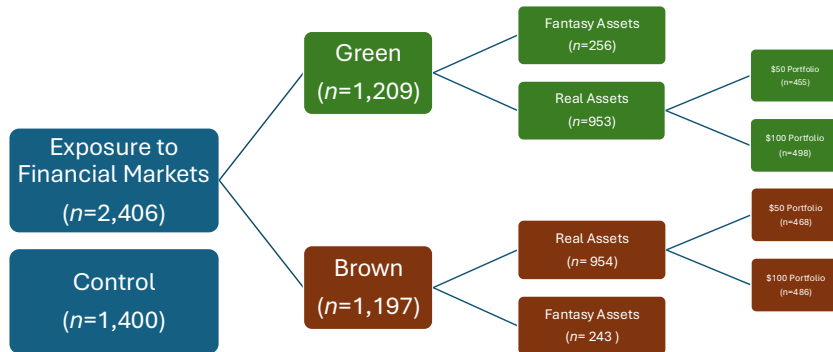 Exposure to
Financial Markets
(n=2,406)
Control
(n=1,400)
Green
(n=1,209)
Brown
(n=1,197)
Fantasy Assets
(n=256)
Real Assets
(n=953)
Real Assets
(n= 954)
Fantasy Assets
(n= 243 )
$50 Portfolio
(n=455)
$100 Portfolio
(n=498)
$50 Portfolio
(n=468)
$100 Portfolio
(n=486)